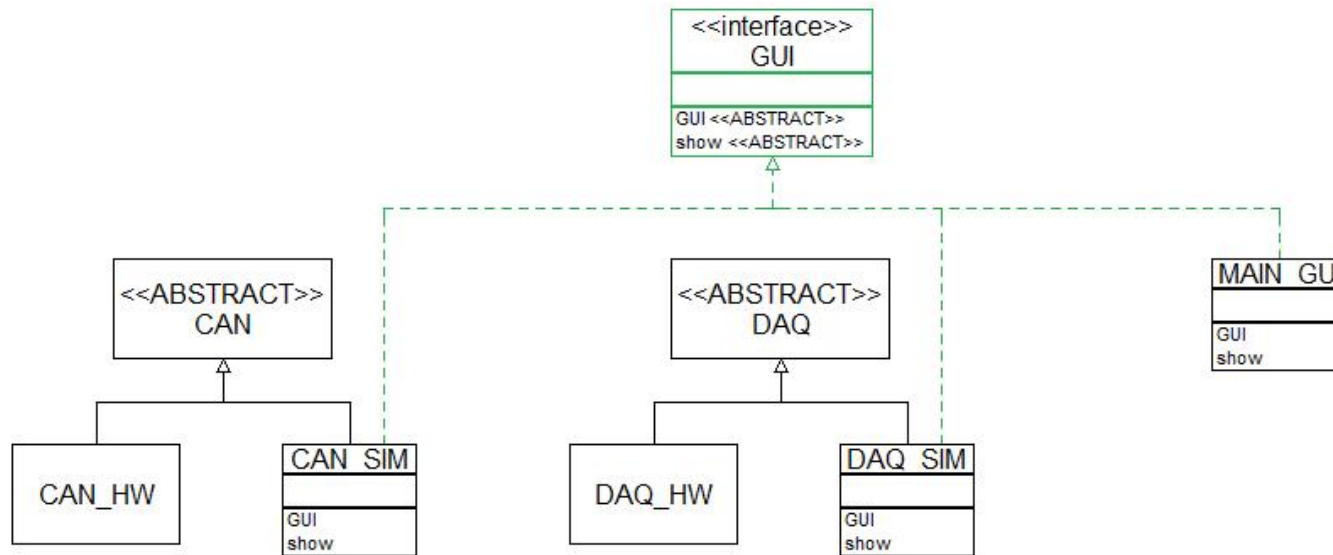 <<interface>>
GUI
GUI <<ABSTRACT>>
show <<ABSTRACT>>
<<ABSTRACT>>
CAN
<<ABSTRACT>>
DAQ
MAIN_GU
GUI
show
CAN_HW
CAN_SIM
GUI
show
DAQ_HW
DAQ_SIM
GUI
show